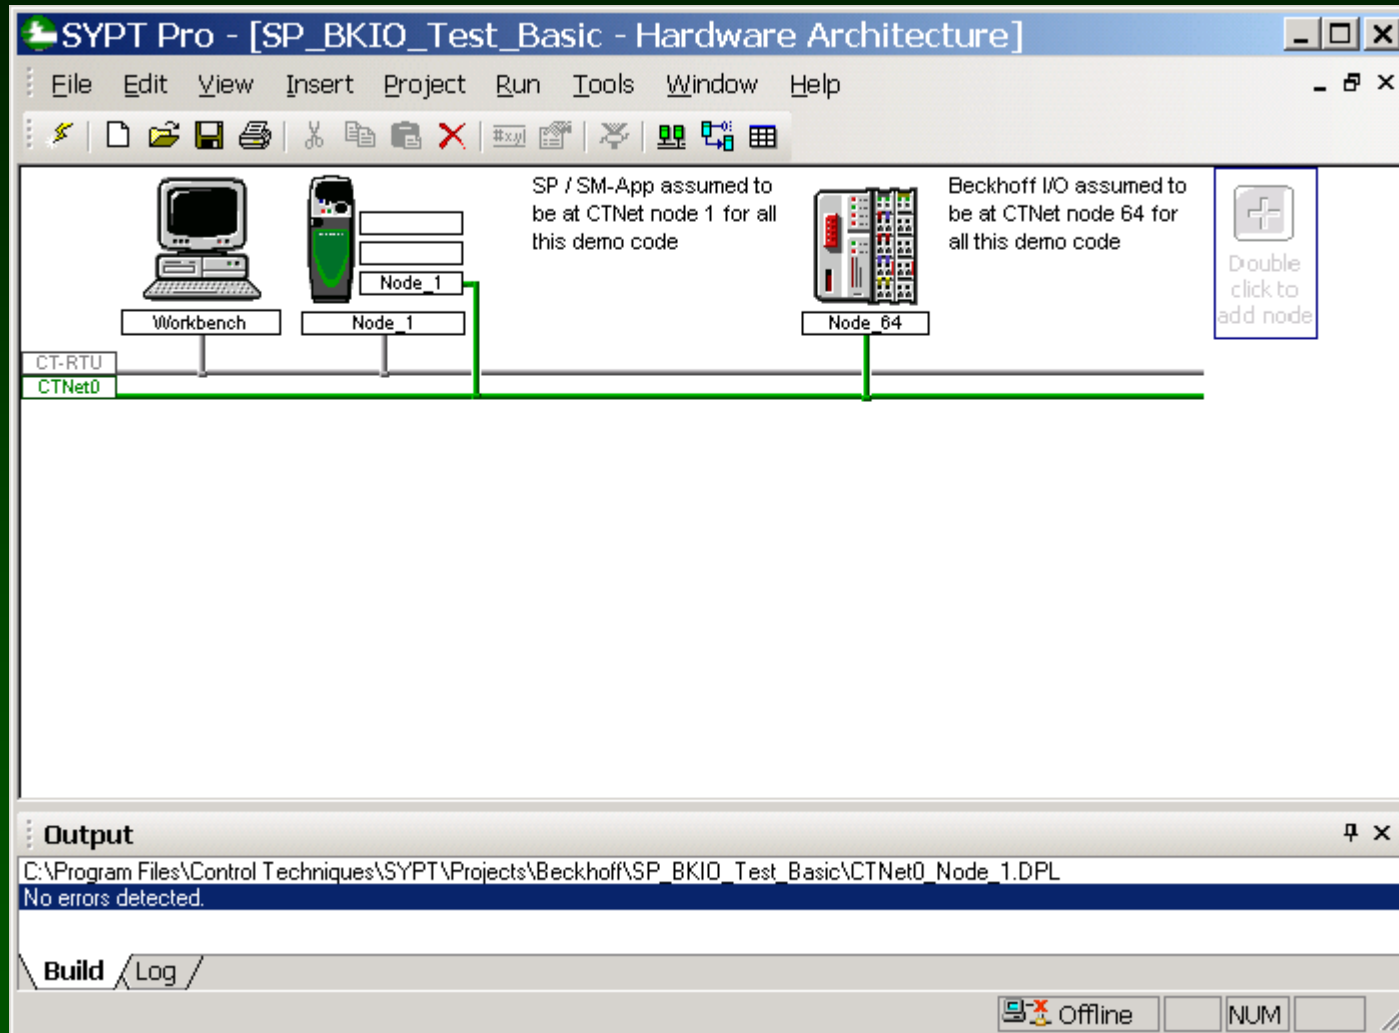 SYPT Pro - [SP_BKIO_Test_Basic - Hardware Architecture]
File Edit View Insert Project Run Tools Window Help
#xyl
SP / SM-App assumed to
be at CTNet node 1 for all
this demo code
Beckhoff I/O assumed to
be at CTNet node 64 for
all this demo code
Double
click to
add node
Node_1
Workbench
Node_1
Node_64
CT-RTU
CTNet0
Output
C:\Program Files\Control Techniques\SYPT\Projects\Beckhoff\SP_BKIO_Test_Basic\CTNet0_Node_1.DPL
No errors detected.
Build Log
Offline NUM